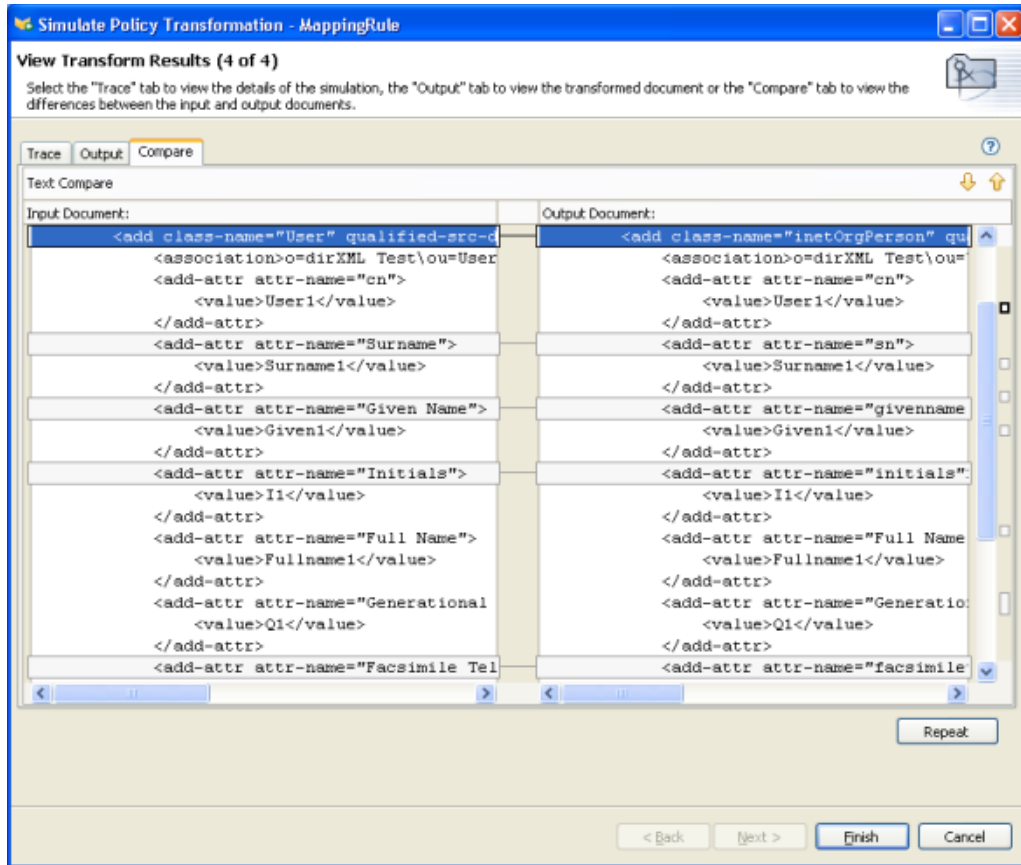 Simulate Policy Transformation - MappingRule
View Transform Results (4 of 4)
Select the "Trace" tab to view the details of the simulation, the "Output" tab to view the transformed document or the "Compare" tab to view the
differences between the input and output documents.
Trace Output Compare
Text Compare
Input Document:
<add class-name="User" qualified-src-d
<association>o=dirXML Test\ou=User
<add-attr attr-name="cn">
<value>User1</value>
</add-attr>
<add-attr attr-name="Surname">
<value>Surname1</value>
</add-attr>
<add-attr attr-name="Given Name">
<value>Given1</value>
</add-attr>
<add-attr attr-name="Initials">
<value>I1</value>
</add-attr>
<add-attr attr-name="Full Name">
<value>Fullname1</value>
</add-attr>
<add-attr attr-name="Generational
<value>Q1</value>
</add-attr>
<add-attr attr-name="Facsimile Tel
Output Document:
<add class-name="inetOrgPerson" qu
<association>o=dirXML Test\ou=
<add-attr attr-name="cn">
<value>User1</value>
</add-attr>
<add-attr attr-name="sn">
<value>Surname1</value>
</add-attr>
<add-attr attr-name="givenname
<value>Given1</value>
</add-attr>
<add-attr attr-name="initials"
<value>I1</value>
</add-attr>
<add-attr attr-name="Full Name
<value>Fullname1</value>
</add-attr>
<add-attr attr-name="Generatio
<value>Q1</value>
</add-attr>
<add-attr attr-name="facsimile
Repeat
< Back Next > Finish Cancel